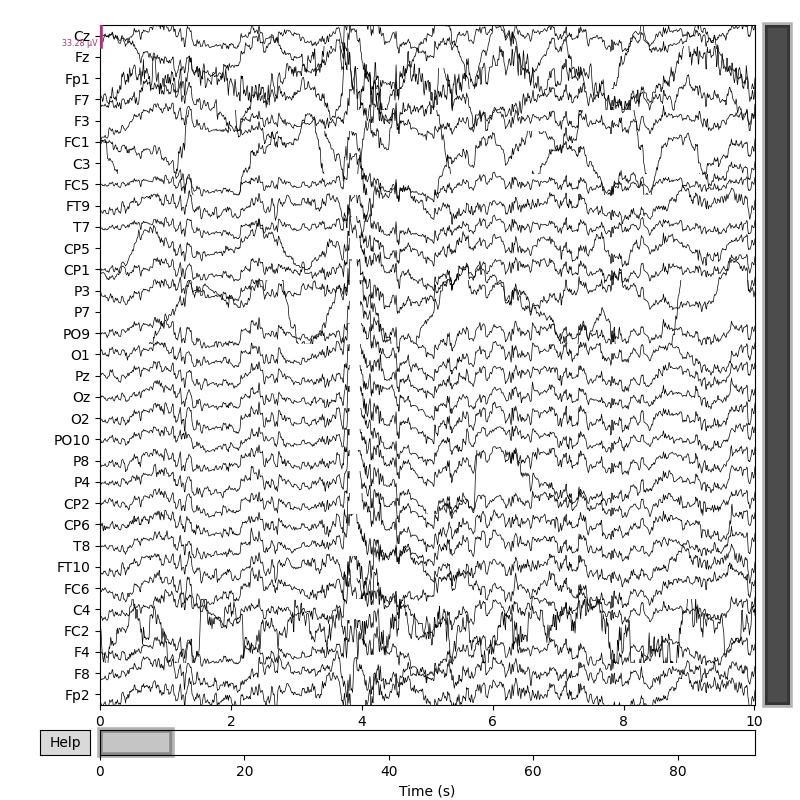 Cz
33.28 µV
Fz
Fp1
F7
F3
FC1
C3
FC5
FT9
T7
CP5
CP1
P3
P7
PO9
O1
Pz
Oz
O2
PO10
P8
P4
CP2
CP6
T8
FT10
FC6
C4
FC2
F4
F8
Fp2
0 2 4 6 8 10
Help
0 20 40 60 80
Time (s)